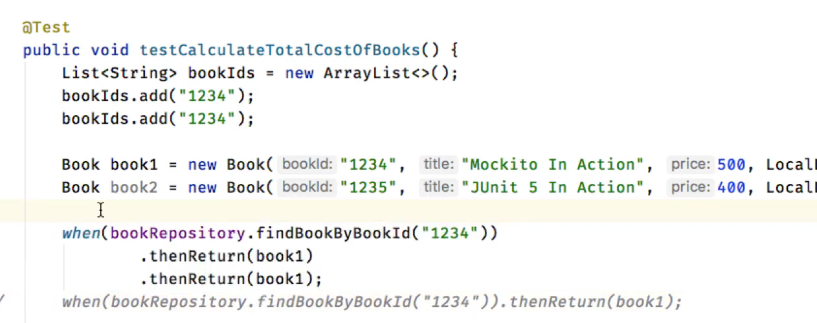 @Test
public void testCalculateTotalCostOfBooks() {
List<String> bookIds = new ArrayList<>();
bookIds.add("1234");
bookIds.add("1234");
Book book1 = new Book( bookId: "1234", title: "Mockito In Action", price: 500, Local
Book book2 = new Book( bookId: "1235", title: "JUnit 5 In Action", price: 400, Local
when(bookRepository.findBookByBookId("1234"))
.thenReturn(book1)
.thenReturn(book1);
/ when(bookRepository.findBookByBookId("1234")).thenReturn(book1);